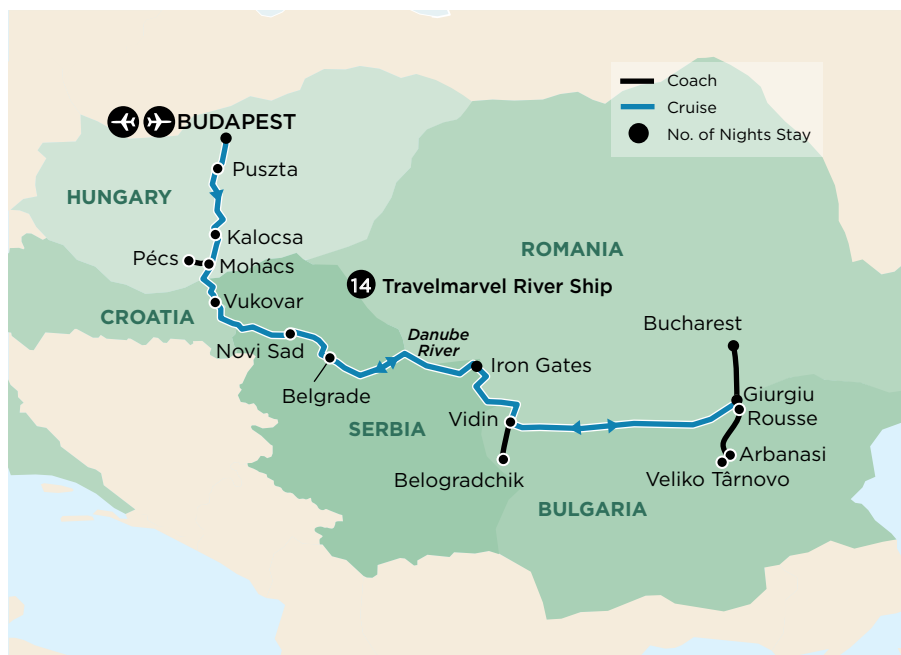 Coach
Cruise
No. of Nights Stay
BUDAPEST
Puszta
HUNGARY
Kalocsa
ROMANIA
Pécs
Mohács
14 Travelmarvel River Ship
Vukovar
CROATIA
Bucharest
Novi Sad
Danube
River
Iron Gates
Belgrade
Giurgiu
Rousse
Vidin
SERBIA
Arbanasi
Belogradchik
Veliko Târnovo
BULGARIA